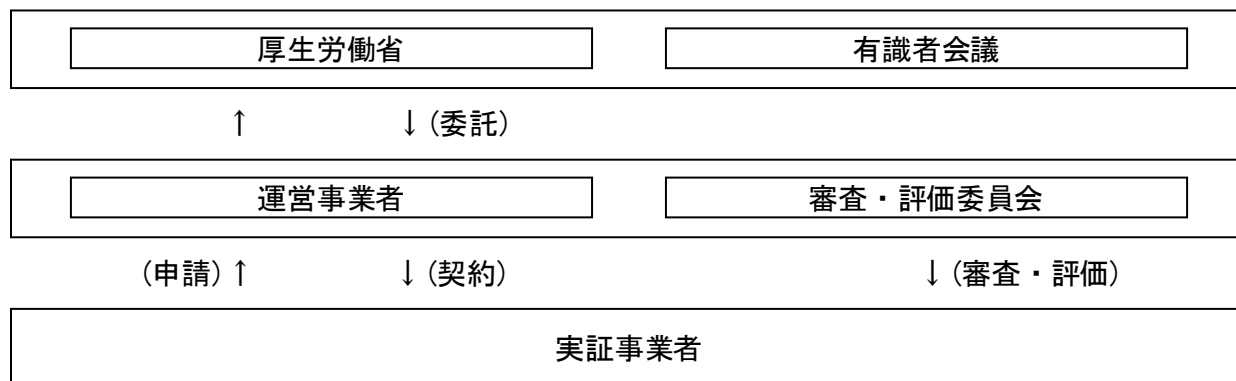 厚生労働省 有識者会議
↑ ↓(委託)
運営事業者 審査・評価委員会
(申請)↑ ↓(契約) ↓(審査・評価)
実証事業者